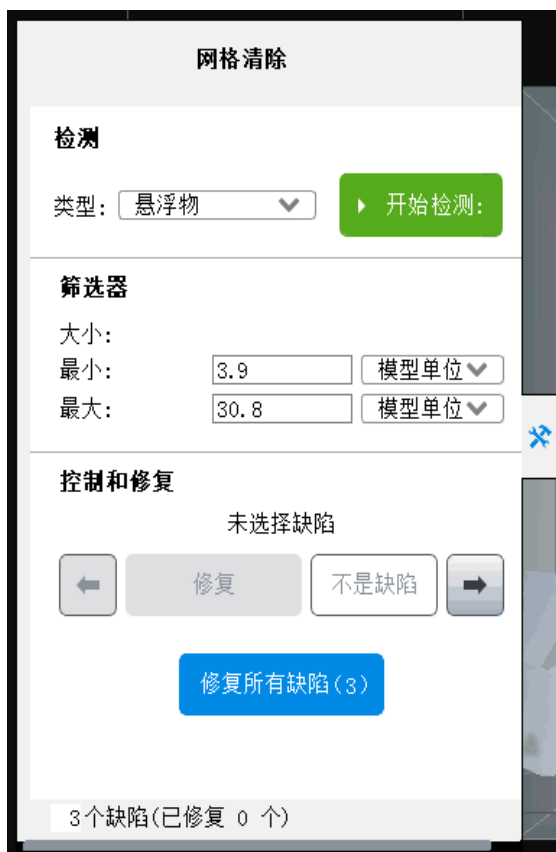 网格清除
检测
类型: 悬浮物 开始检测:
筛选器
大小:
最小: 3.9 模型单位
最大: 30.8 模型单位
控制和修复
未选择缺陷
修复 不是缺陷
修复所有缺陷(3)
3个缺陷(已修复 0 个)